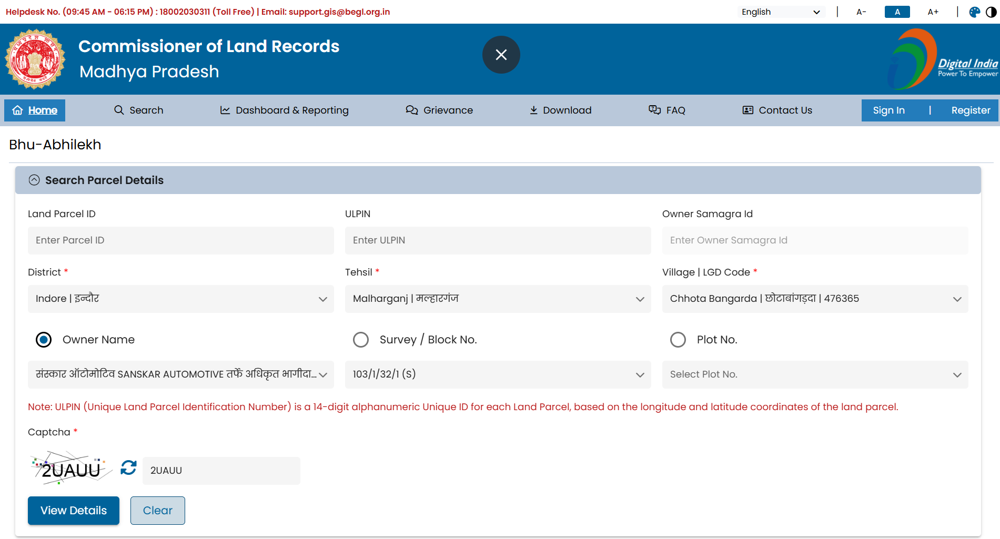 Helpdesk No. (09:45 AM - 06:15 PM) : 18002030311 (Toll Free) | Email: support.gis@begl.org.in
English
A-
A
A+
Commissioner of Land Records
Madhya Pradesh
Digital India
Power To Empower
Home
Search
Dashboard & Reporting
Grievance
Download
FAQ
Contact Us
Sign In | Register
Bhu-Abhilekh
Search Parcel Details
Land Parcel ID
ULPIN
Owner Samagra Id
Enter Parcel ID
Enter ULPIN
Enter Owner Samagra Id
District *
Tehsil *
Village | LGD Code *
Indore | इन्दौर
Malharganj | मल्हारगंज
Chhota Bangarda | छोटाबांगड़दा | 476365
Owner Name
Survey / Block No.
Plot No.
संस्कार ऑटोमोटिव SANSKAR AUTOMOTIVE तर्फे अधिकृत भागीदा...
103/1/32/1 (S)
Select Plot No.
Note: ULPIN (Unique Land Parcel Identification Number) is a 14-digit alphanumeric Unique ID for each Land Parcel, based on the longitude and latitude coordinates of the land parcel.
Captcha *
2UAUU
2UAUU
View Details
Clear